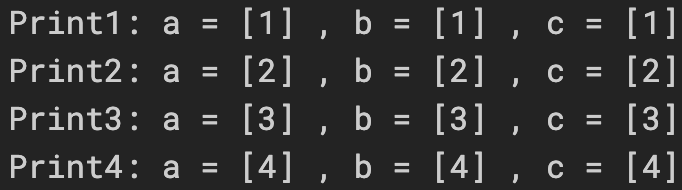 Print1: a = [1] , b = [1] , c = [1]
Print2: a = [2] , b = [2] , c = [2]
Print3: a = [3] , b = [3] , c = [3]
Print4: a = [4] , b = [4] , c = [4]